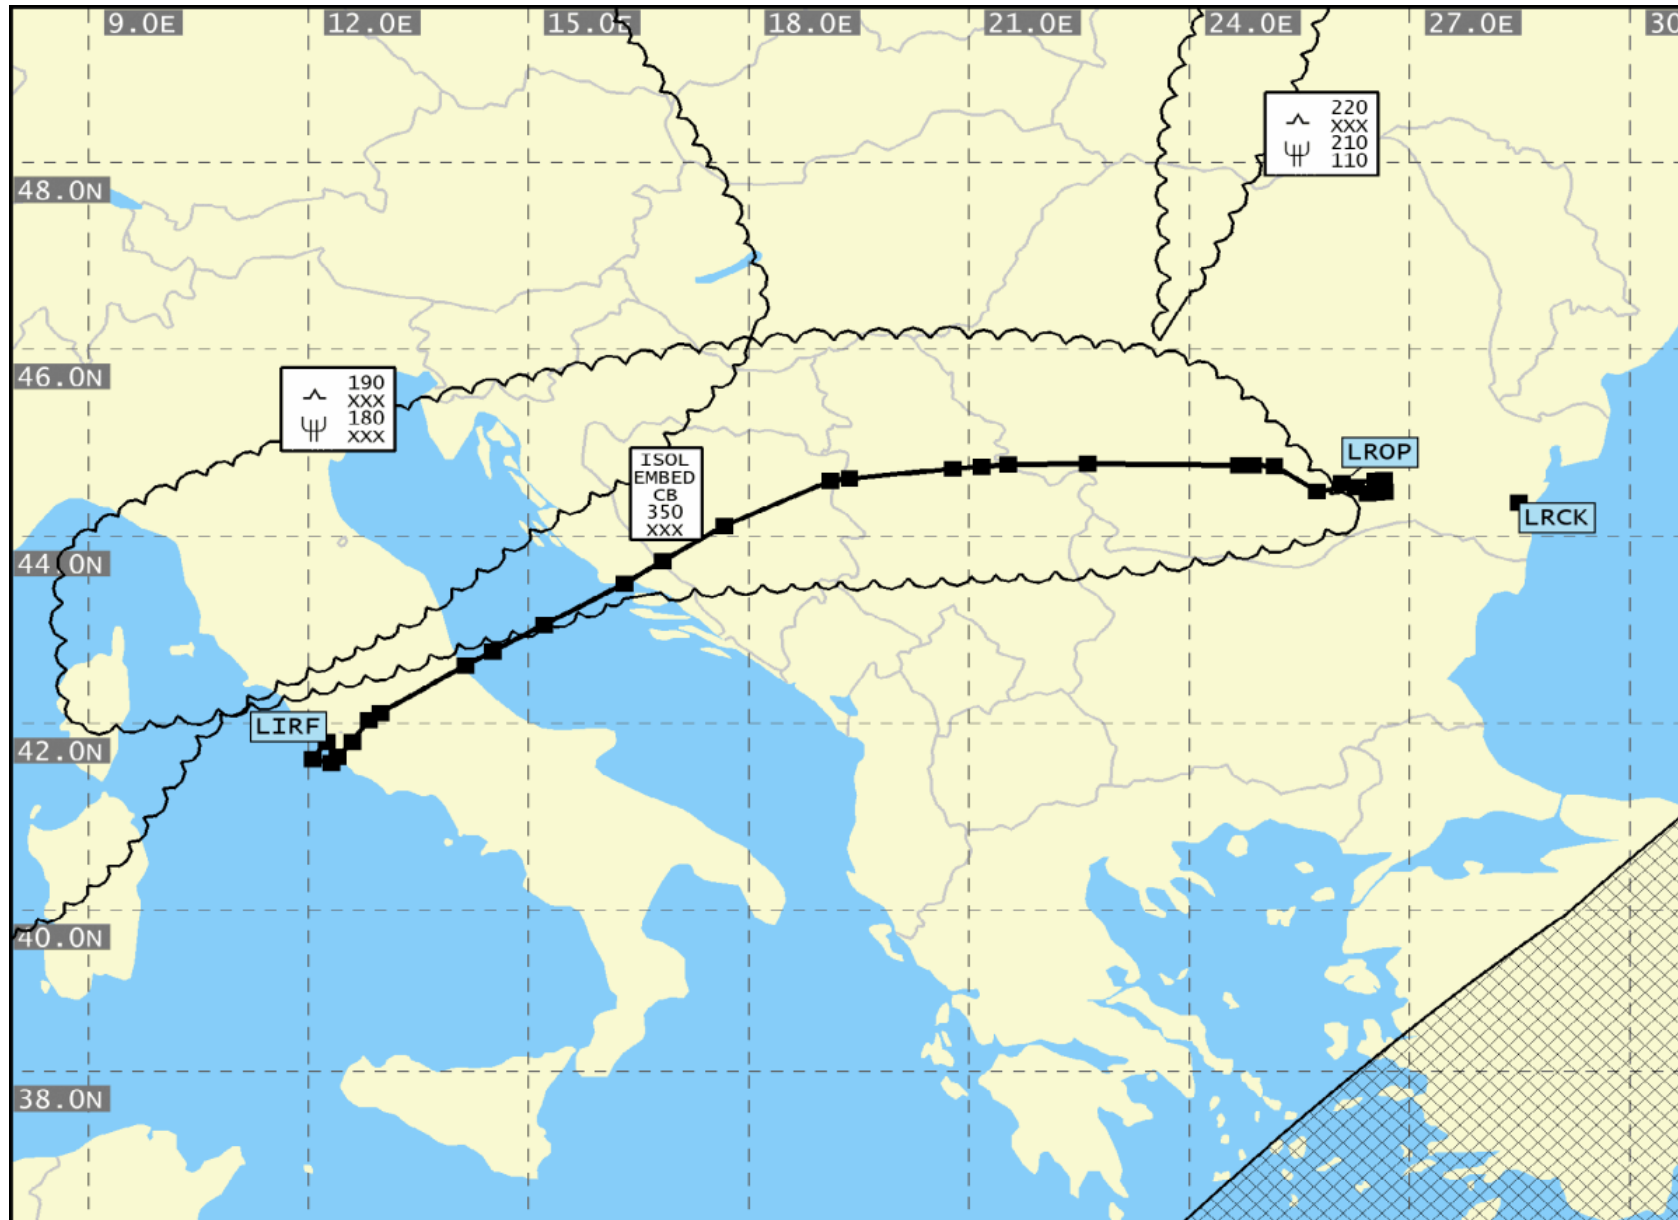 9.0E
12.0E
15.0E
18.0E
21.0E
24.0E
27.0E
30
220
XXX
210
110
48.0N
46.0N
190
XXX
180
XXX
ISOL
EMBED
CB
350
XXX
LROP
LRCK
44.0N
LIRF
42.0N
40.0N
38.0N